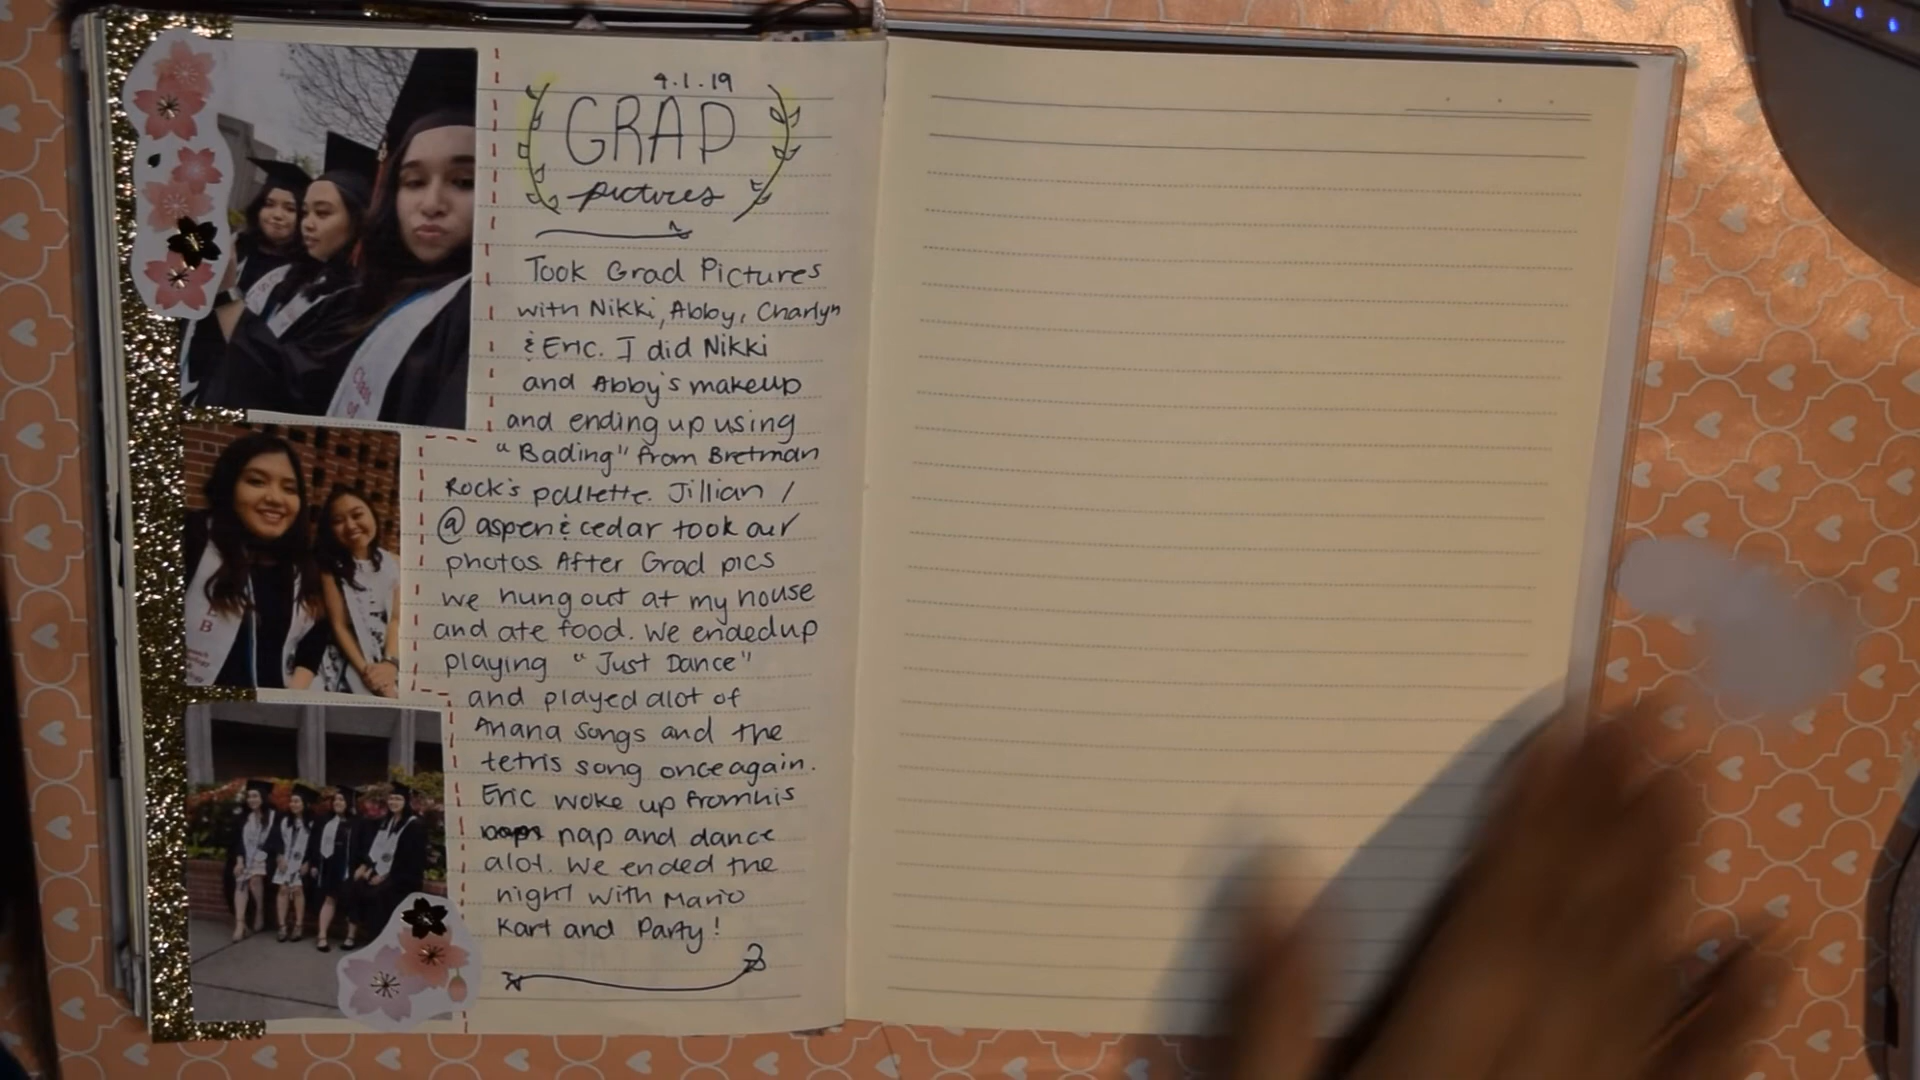 4.1.19
GRAD
pictures
Took Grad Pictures
with Nikki, Abby, Charlyn
& Eric. I did Nikki
and Abby's makeup
and ending up using
"Bading" from Bretman
Rock's pallette. Jillian /
@aspen&cedar took our
photos. After Grad pics
we hung out at my house
and ate food. We ended up
playing "Just Dance"
and played alot of
Ariana songs and the
tetris song once again.
Eric woke up from his
nap and dance
alot. We ended the
night with Mario
Kart and Party!
Class of
B